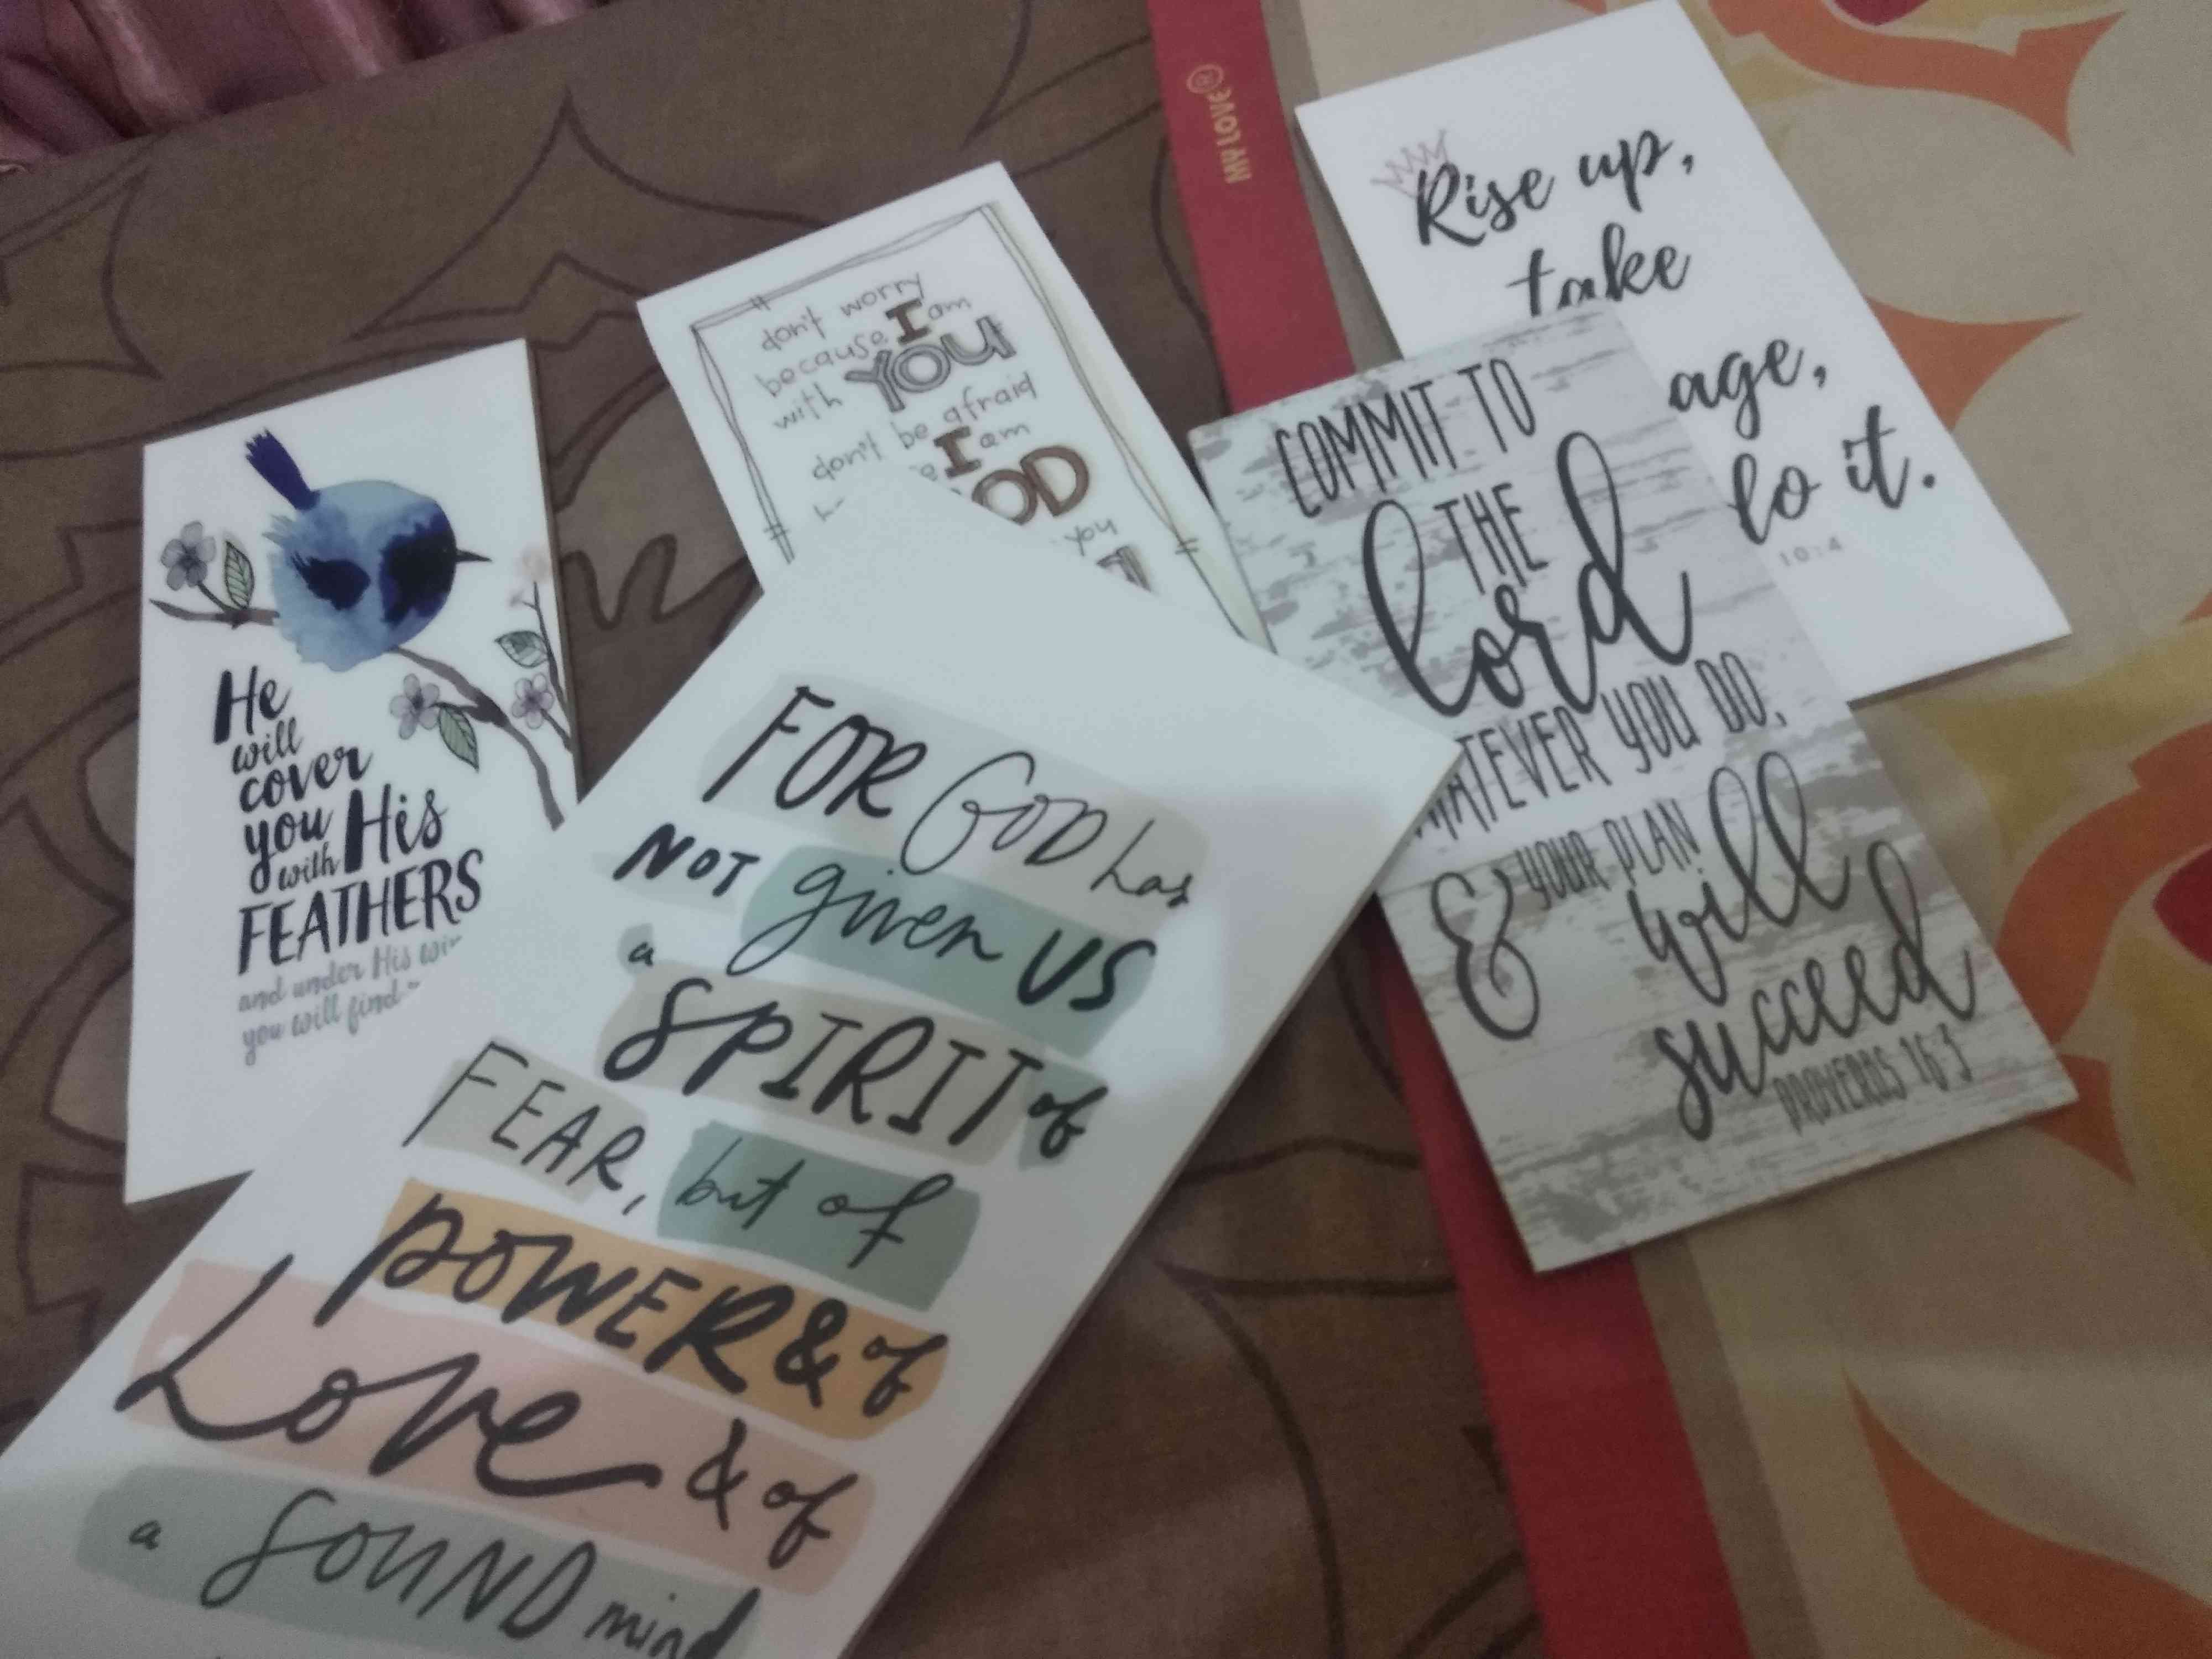 MY LOVE®
Rise up,
take
age,
do it.
10:4
don't worry
because I am
with YOU
don't be afraid
I am
you
COMMIT TO
THE
Lord
WHATEVER YOU DO,
& YOUR PLAN
will
succeed
PROVERBS 16:3
He
will
cover
you
with His
FEATHERS
and under His
you will find
FOR GOD has
NOT given US
a
SPIRIT of
FEAR, but of
POWER & of
Love & of
a SOUND mind